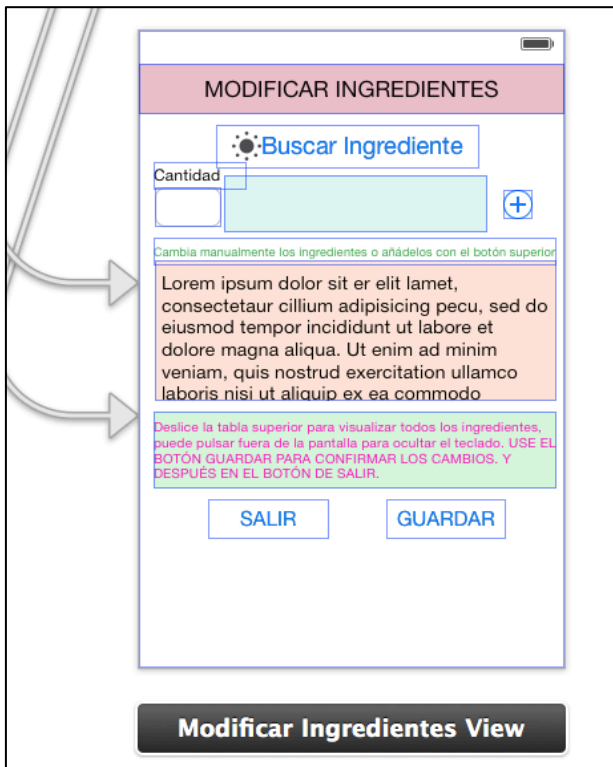 MODIFICAR INGREDIENTES
Buscar Ingrediente
Cantidad
Cambia manualmente los ingredientes o añádelos con el botón superior
Lorem ipsum dolor sit er elit lamet,
consectetaur cillium adipisicing pecu, sed do
eiusmod tempor incididunt ut labore et
dolore magna aliqua. Ut enim ad minim
veniam, quis nostrud exercitation ullamco
laboris nisi ut aliquip ex ea commodo
Deslice la tabla superior para visualizar todos los ingredientes,
puede pulsar fuera de la pantalla para ocultar el teclado. USE EL
BOTÓN GUARDAR PARA CONFIRMAR LOS CAMBIOS. Y
DESPUÉS EN EL BOTÓN DE SALIR.
SALIR GUARDAR
Modificar Ingredientes View